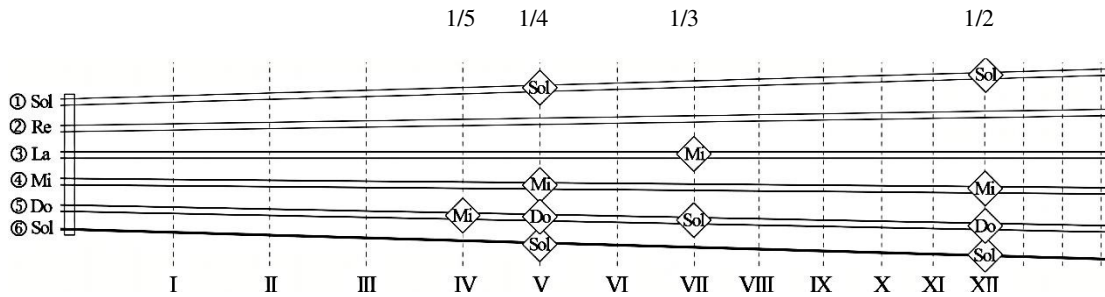 1/5 1/4 1/3 1/2
Sol Sol
① Sol
② Re
③ La Mi
④ Mi Mi Mi
⑤ Do Mi Do Sol Do
⑥ Sol Sol Sol
I II III IV V VI VII VIII IX X XI XII